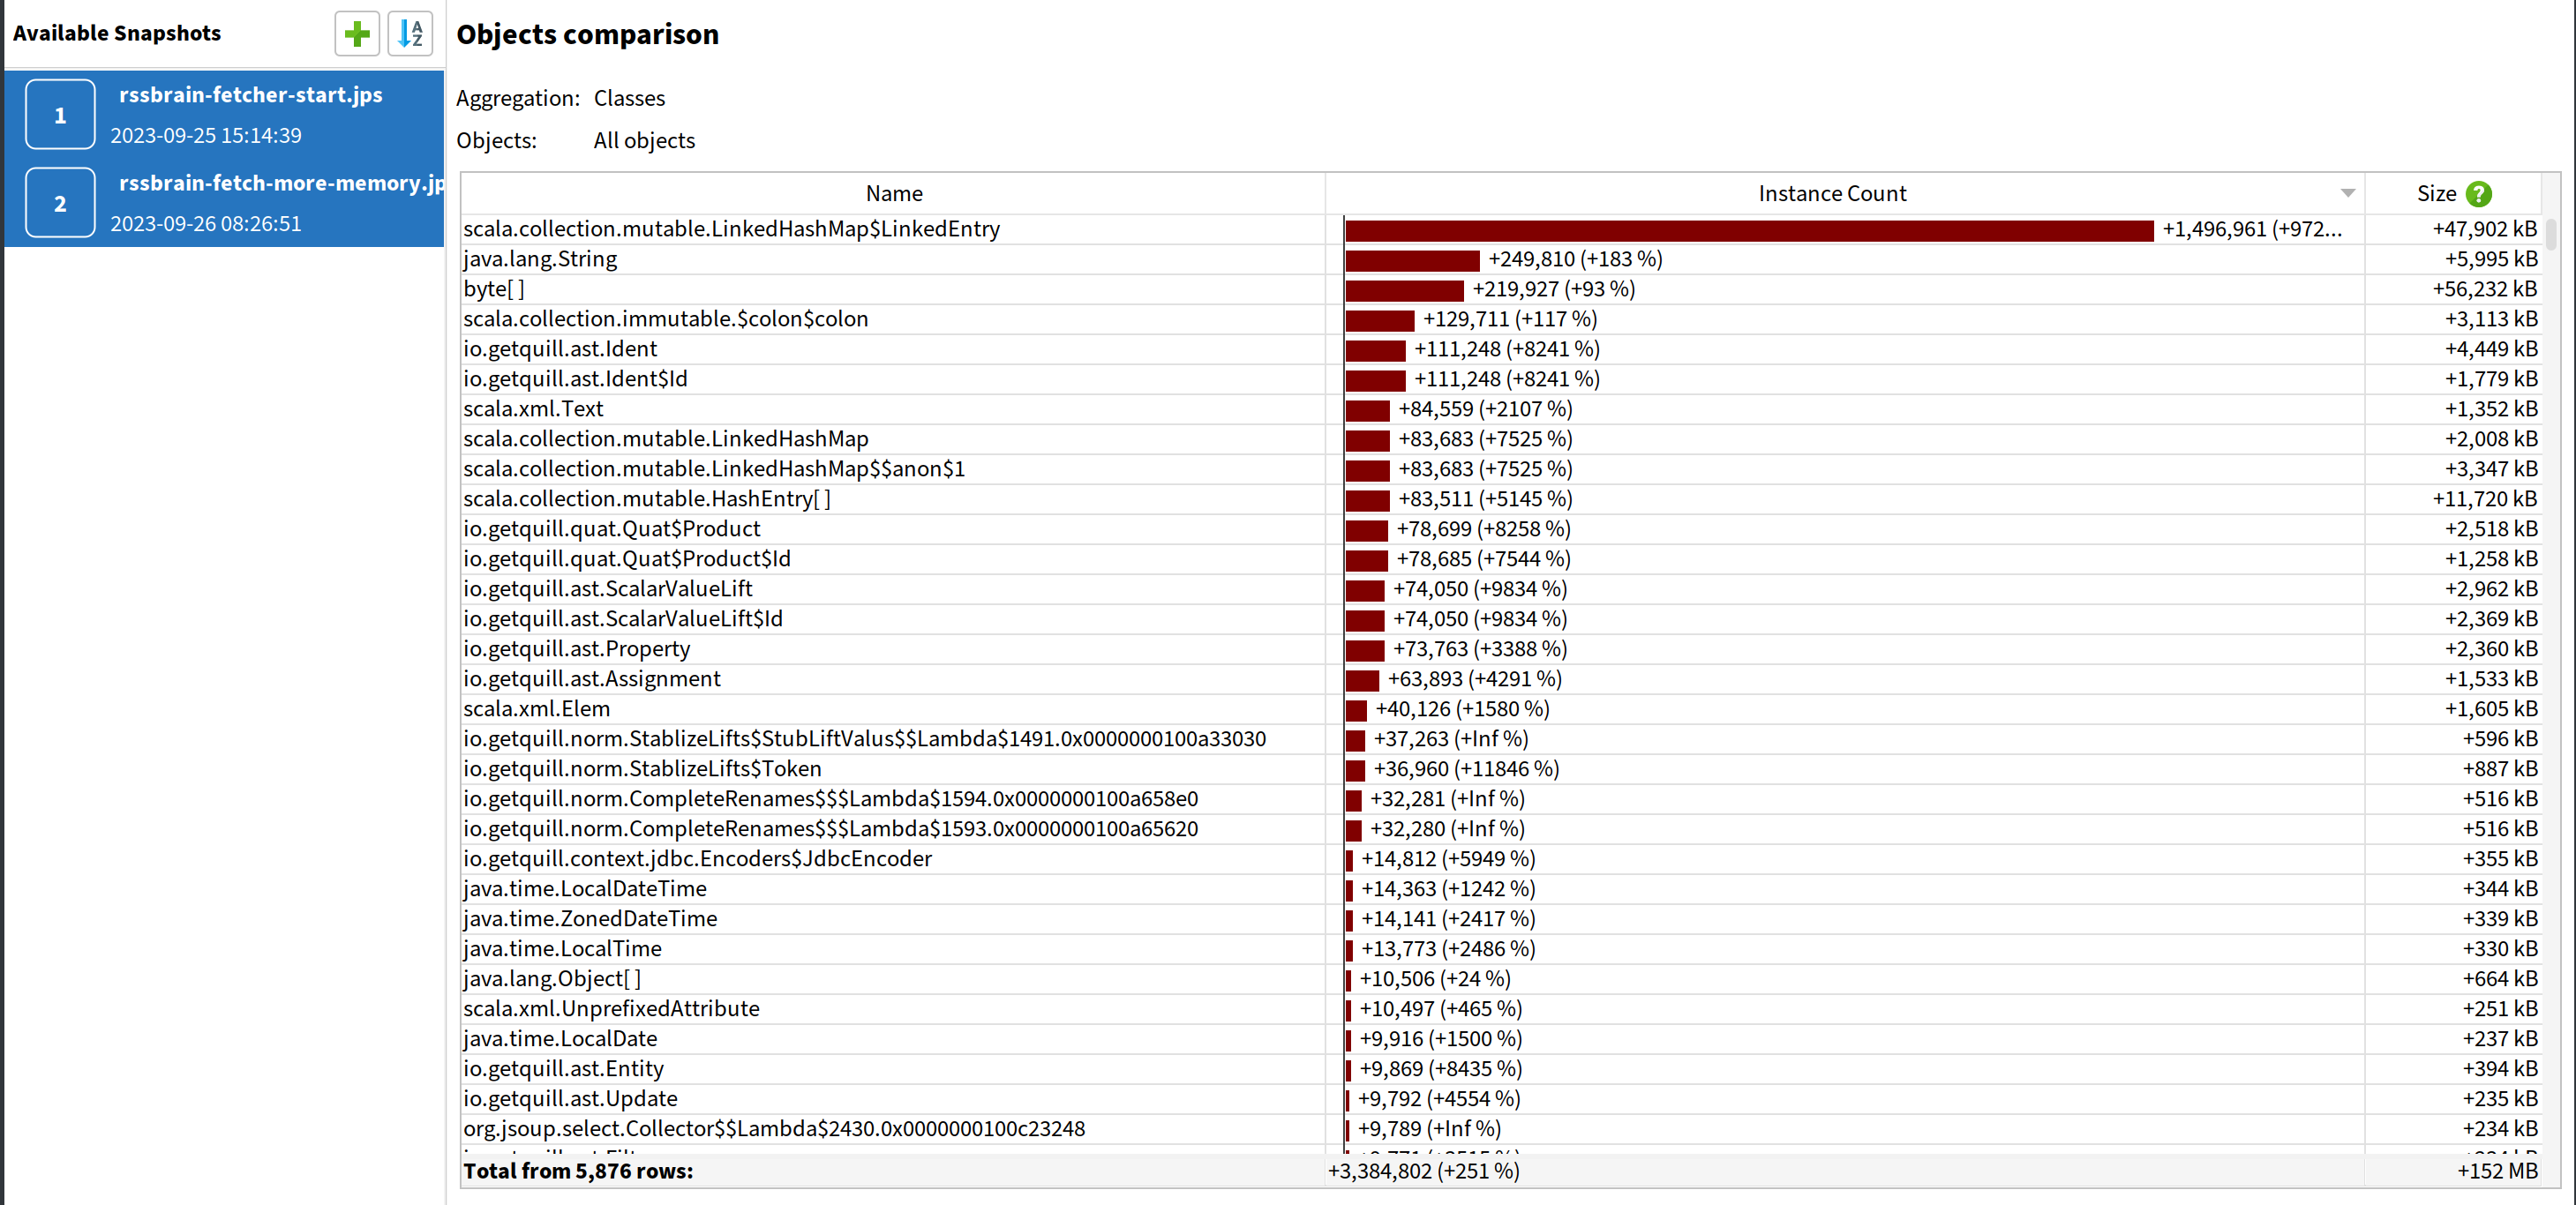 Available Snapshots
1 rssbrain-fetcher-start.jps
2023-09-25 15:14:39
2 rssbrain-fetch-more-memory.jp
2023-09-26 08:26:51
Objects comparison
Aggregation: Classes
Objects: All objects
Name Instance Count Size ?
scala.collection.mutable.LinkedHashMap$LinkedEntry +1,496,961 (+972... +47,902 kB
java.lang.String +249,810 (+183 %) +5,995 kB
byte[ ] +219,927 (+93 %) +56,232 kB
scala.collection.immutable.$colon$colon +129,711 (+117 %) +3,113 kB
io.getquill.ast.Ident +111,248 (+8241 %) +4,449 kB
io.getquill.ast.Ident$Id +111,248 (+8241 %) +1,779 kB
scala.xml.Text +84,559 (+2107 %) +1,352 kB
scala.collection.mutable.LinkedHashMap +83,683 (+7525 %) +2,008 kB
scala.collection.mutable.LinkedHashMap$$anon$1 +83,683 (+7525 %) +3,347 kB
scala.collection.mutable.HashEntry[ ] +83,511 (+5145 %) +11,720 kB
io.getquill.quat.Quat$Product +78,699 (+8258 %) +2,518 kB
io.getquill.quat.Quat$Product$Id +78,685 (+7544 %) +1,258 kB
io.getquill.ast.ScalarValueLift +74,050 (+9834 %) +2,962 kB
io.getquill.ast.ScalarValueLift$Id +74,050 (+9834 %) +2,369 kB
io.getquill.ast.Property +73,763 (+3388 %) +2,360 kB
io.getquill.ast.Assignment +63,893 (+4291 %) +1,533 kB
scala.xml.Elem +40,126 (+1580 %) +1,605 kB
io.getquill.norm.StablizeLifts$StubLiftValus$$Lambda$1491.0x0000000100a33030 +37,263 (+Inf %) +596 kB
io.getquill.norm.StablizeLifts$Token +36,960 (+11846 %) +887 kB
io.getquill.norm.CompleteRenames$$$Lambda$1594.0x0000000100a658e0 +32,281 (+Inf %) +516 kB
io.getquill.norm.CompleteRenames$$$Lambda$1593.0x0000000100a65620 +32,280 (+Inf %) +516 kB
io.getquill.context.jdbc.Encoders$JdbcEncoder +14,812 (+5949 %) +355 kB
java.time.LocalDateTime +14,363 (+1242 %) +344 kB
java.time.ZonedDateTime +14,141 (+2417 %) +339 kB
java.time.LocalTime +13,773 (+2486 %) +330 kB
java.lang.Object[ ] +10,506 (+24 %) +664 kB
scala.xml.UnprefixedAttribute +10,497 (+465 %) +251 kB
java.time.LocalDate +9,916 (+1500 %) +237 kB
io.getquill.ast.Entity +9,869 (+8435 %) +394 kB
io.getquill.ast.Update +9,792 (+4554 %) +235 kB
org.jsoup.select.Collector$$Lambda$2430.0x0000000100c23248 +9,789 (+Inf %) +234 kB
Total from 5,876 rows: +3,384,802 (+251 %) +152 MB